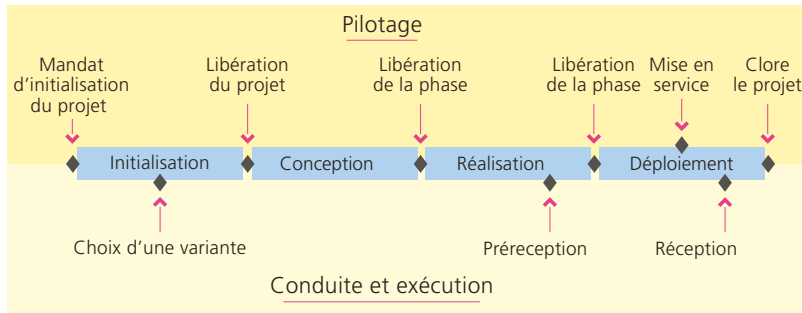 Pilotage
Mandat
d'initialisation
du projet
Libération
du projet
Libération
de la phase
Libération
de la phase
Mise en
service
Clore
le projet
Initialisation
Conception
Réalisation
Déploiement
Choix d'une variante
Préreception
Réception
Conduite et exécution